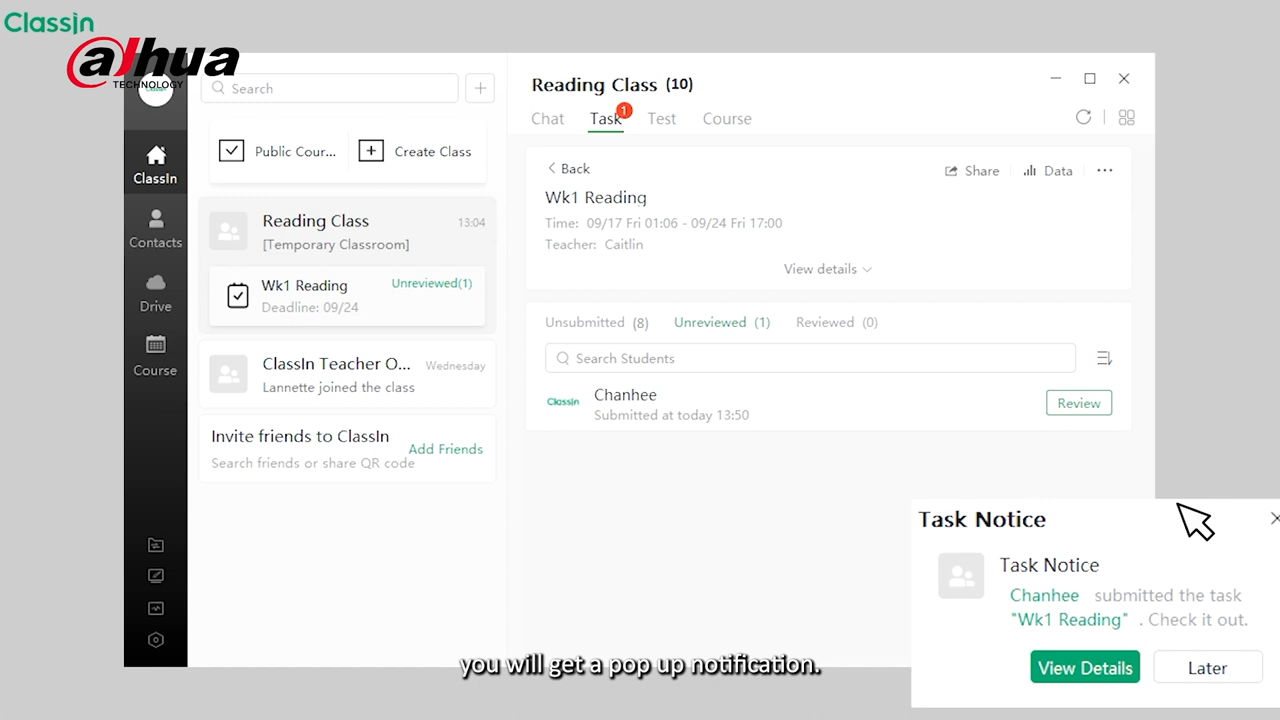 ClassIn
alhua
TECHNOLOGY
Search
Public Cour...
Create Class
ClassIn
Contacts
Drive
Course
Reading Class
13:04
[Temporary Classroom]
Wk1 Reading
Unreviewed(1)
Deadline: 09/24
ClassIn Teacher O...
Wednesday
Lannette joined the class
Invite friends to ClassIn
Add Friends
Search friends or share QR code
Reading Class (10)
Chat Task 1 Test Course
Back
Share Data
Wk1 Reading
Time: 09/17 Fri 01:06 - 09/24 Fri 17:00
Teacher: Caitlin
View details
Unsubmitted (8) Unreviewed (1) Reviewed (0)
Search Students
ClassIn
Chanhee
Submitted at today 13:50
Review
Task Notice
Task Notice
Chanhee submitted the task
"Wk1 Reading" . Check it out.
View Details Later
you will get a pop up notification.